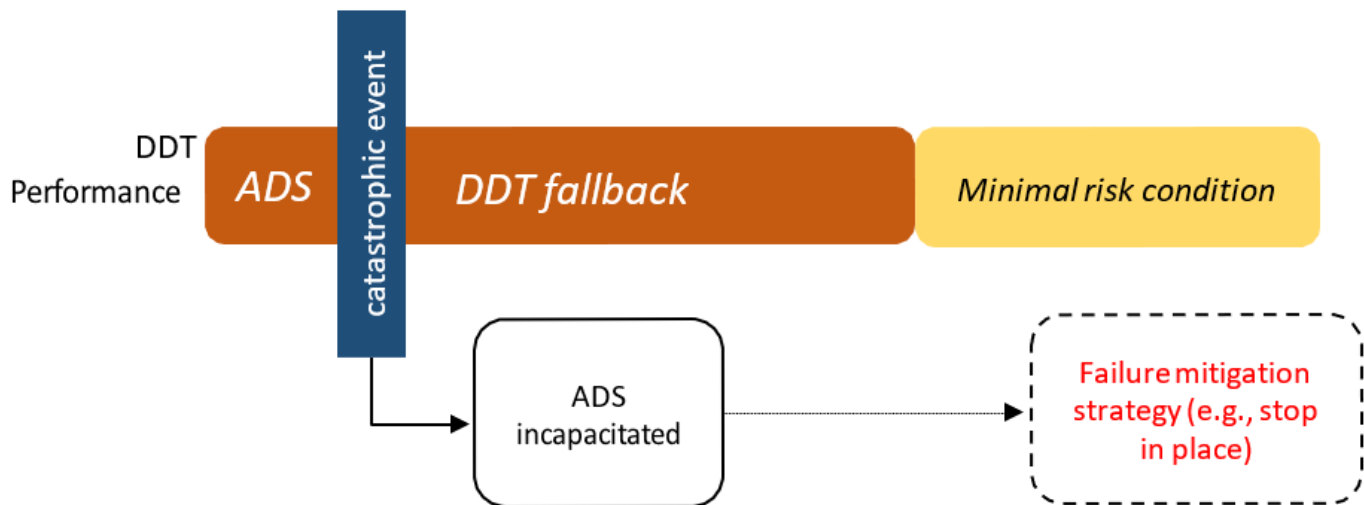 DDT
Performance
ADS
catastrophic event
DDT fallback
Minimal risk condition
ADS
incapacitated
Failure mitigation
strategy (e.g., stop
in place)